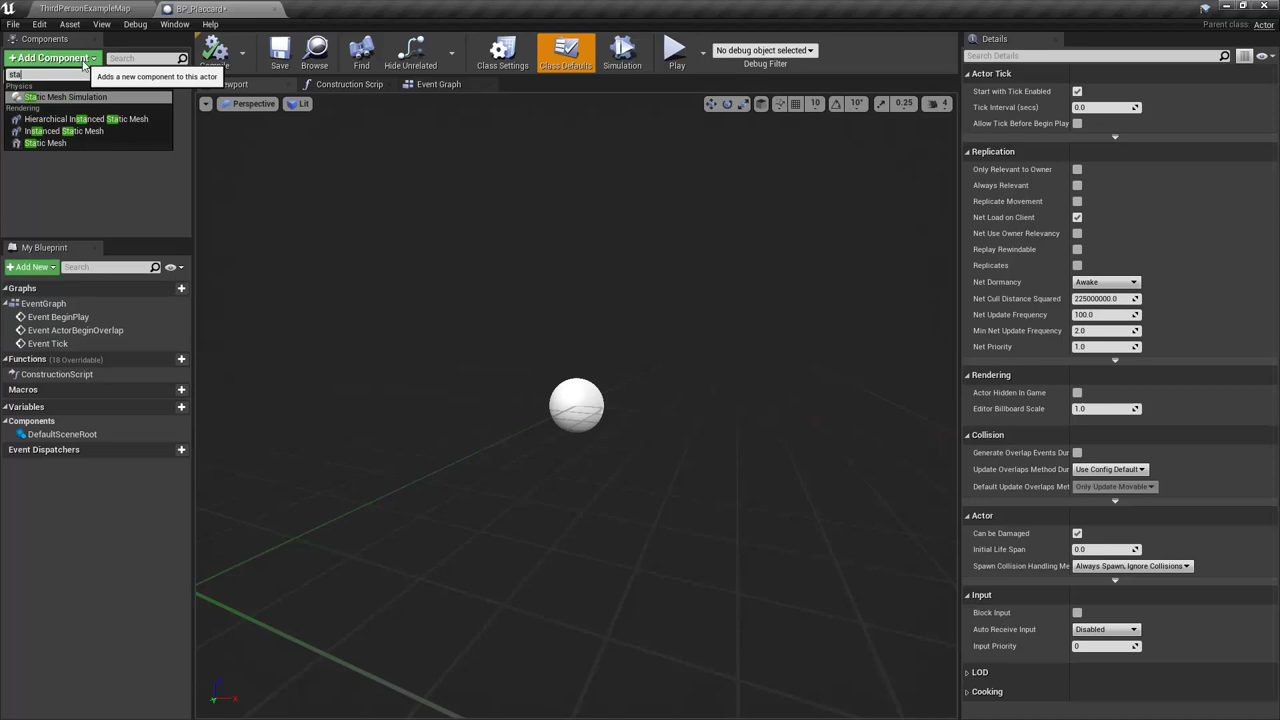 ThirdPersonExampleMap
BP_Placcard*
File Edit Asset View Debug Window Help
Parent class: Actor
Components
+Add Component
Search
sta
Adds a new component to this actor
Physics
Static Mesh Simulation
Rendering
Hierarchical Instanced Static Mesh
Instanced Static Mesh
Static Mesh
Save
Browse
Find
Hide Unrelated
Class Settings
Class Defaults
Simulation
Play
No debug object selected
Debug Filter
Construction Scrip
Event Graph
Perspective
Lit
10
10°
0.25
4
My Blueprint
+Add New
Search
Graphs
EventGraph
Event BeginPlay
Event ActorBeginOverlap
Event Tick
Functions (18 Overridable)
ConstructionScript
Macros
Variables
Components
DefaultSceneRoot
Event Dispatchers
Details
Search Details
Actor Tick
Start with Tick Enabled
Tick Interval (secs) 0.0
Allow Tick Before Begin Play
Replication
Only Relevant to Owner
Always Relevant
Replicate Movement
Net Load on Client
Net Use Owner Relevancy
Replay Rewindable
Replicates
Net Dormancy Awake
Net Cull Distance Squared 225000000.0
Net Update Frequency 100.0
Min Net Update Frequency 2.0
Net Priority 1.0
Rendering
Actor Hidden In Game
Editor Billboard Scale 1.0
Collision
Generate Overlap Events Dur
Update Overlaps Method Dur Use Config Default
Default Update Overlaps Met Only Update Movable
Actor
Can be Damaged
Initial Life Span 0.0
Spawn Collision Handling Me Always Spawn, Ignore Collisions
Input
Block Input
Auto Receive Input Disabled
Input Priority 0
LOD
Cooking